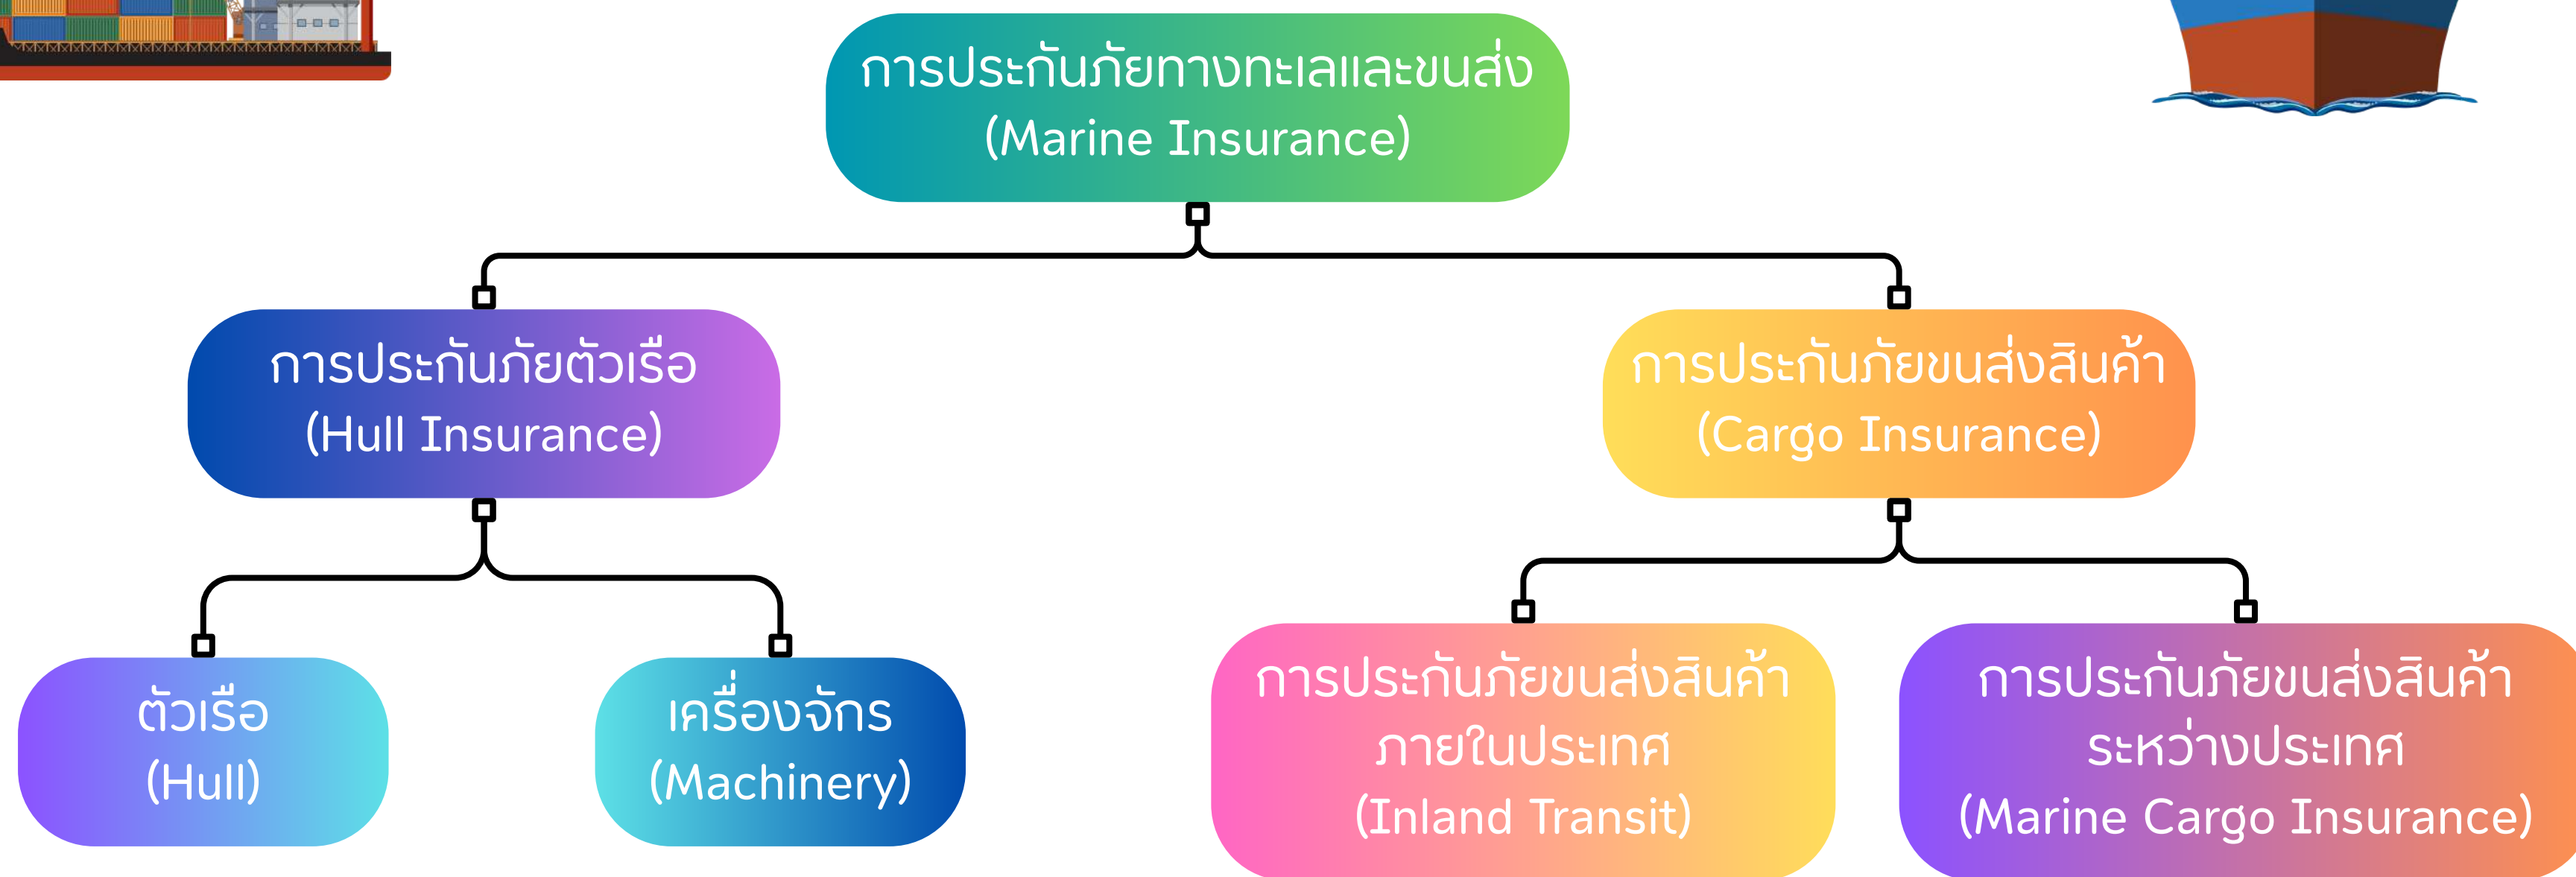 การประกันภัยทางทะเลและขนส่ง
(Marine Insurance)
การประกันภัยตัวเรือ
(Hull Insurance)
การประกันภัยขนส่งสินค้า
(Cargo Insurance)
ตัวเรือ
(Hull)
เครื่องจักร
(Machinery)
การประกันภัยขนส่งสินค้า
ภายในประเทศ
(Inland Transit)
การประกันภัยขนส่งสินค้า
ระหว่างประเทศ
(Marine Cargo Insurance)